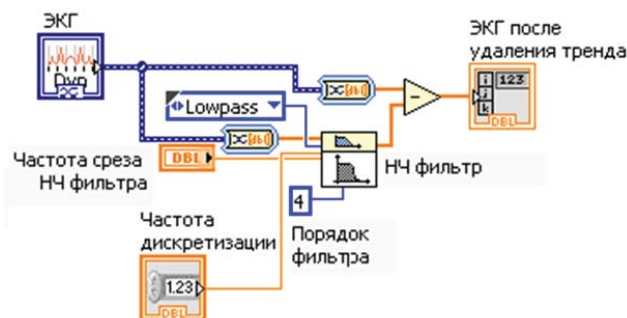 ЭКГ
Dyn
ЭКГ после
удаления тренда
i
j
k
123
DBL
Lowpass
Частота среза
НЧ фильтра
DBL
НЧ фильтр
4
Порядок
фильтра
Частота
дискретизации
1.23
DBL